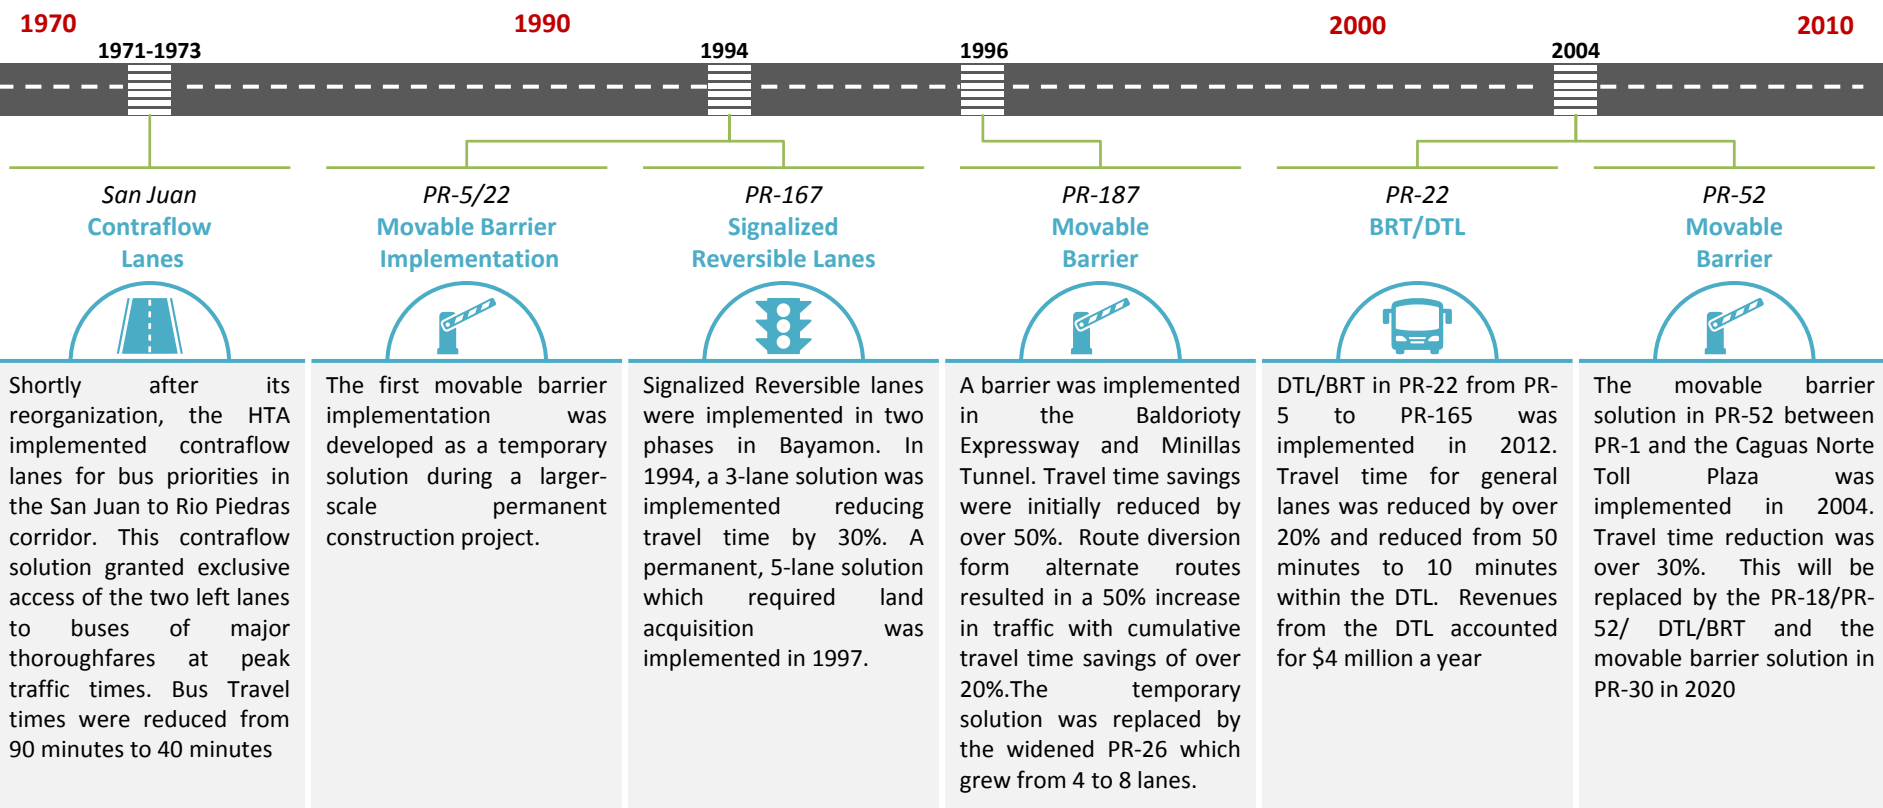 1970
1990
2000
2010
1971-1973
1994
1996
2004
San Juan
Contraflow
Lanes
Shortly after its
reorganization, the HTA
implemented contraflow
lanes for bus priorities in
the San Juan to Rio Piedras
corridor. This contraflow
solution granted exclusive
access of the two left lanes
to buses of major
thoroughfares at peak
traffic times. Bus Travel
times were reduced from
90 minutes to 40 minutes
PR-5/22
Movable Barrier
Implementation
The first movable barrier
implementation was
developed as a temporary
solution during a larger-
scale permanent
construction project.
PR-167
Signalized
Reversible Lanes
Signalized Reversible lanes
were implemented in two
phases in Bayamon. In
1994, a 3-lane solution was
implemented reducing
travel time by 30%. A
permanent, 5-lane solution
which required land
acquisition was
implemented in 1997.
PR-187
Movable
Barrier
A barrier was implemented
in the Baldorioty
Expressway and Minillas
Tunnel. Travel time savings
were initially reduced by
over 50%. Route diversion
form alternate routes
resulted in a 50% increase
in traffic with cumulative
travel time savings of over
20%.The temporary
solution was replaced by
the widened PR-26 which
grew from 4 to 8 lanes.
PR-22
BRT/DTL
DTL/BRT in PR-22 from PR-
5 to PR-165 was
implemented in 2012.
Travel time for general
lanes was reduced by over
20% and reduced from 50
minutes to 10 minutes
within the DTL. Revenues
from the DTL accounted
for $4 million a year
PR-52
Movable
Barrier
The movable barrier
solution in PR-52 between
PR-1 and the Caguas Norte
Toll Plaza was
implemented in 2004.
Travel time reduction was
over 30%. This will be
replaced by the PR-18/PR-
52/ DTL/BRT and the
movable barrier solution in
PR-30 in 2020